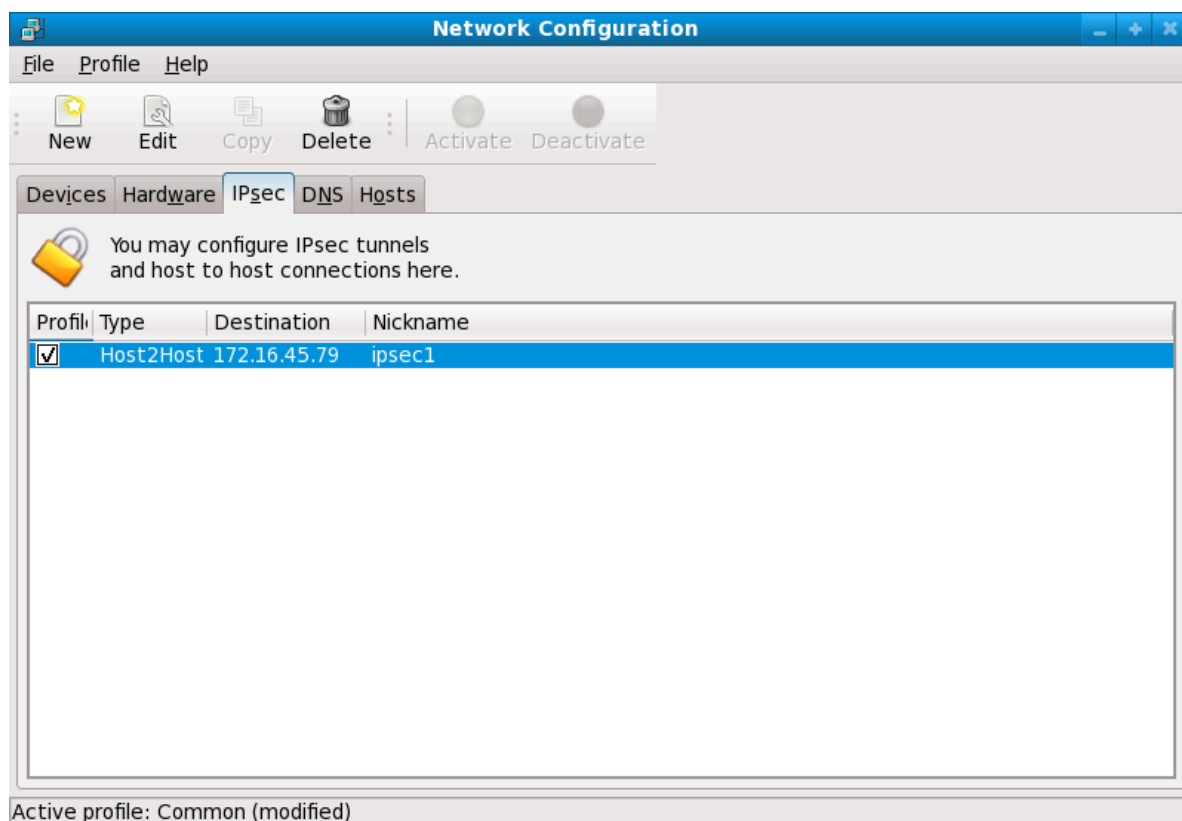 Network Configuration
File Profile Help
New Edit Copy Delete Activate Deactivate
Devices Hardware IPsec DNS Hosts
You may configure IPsec tunnels
and host to host connections here.
Profil Type Destination Nickname
Host2Host 172.16.45.79 ipsec1
Active profile: Common (modified)